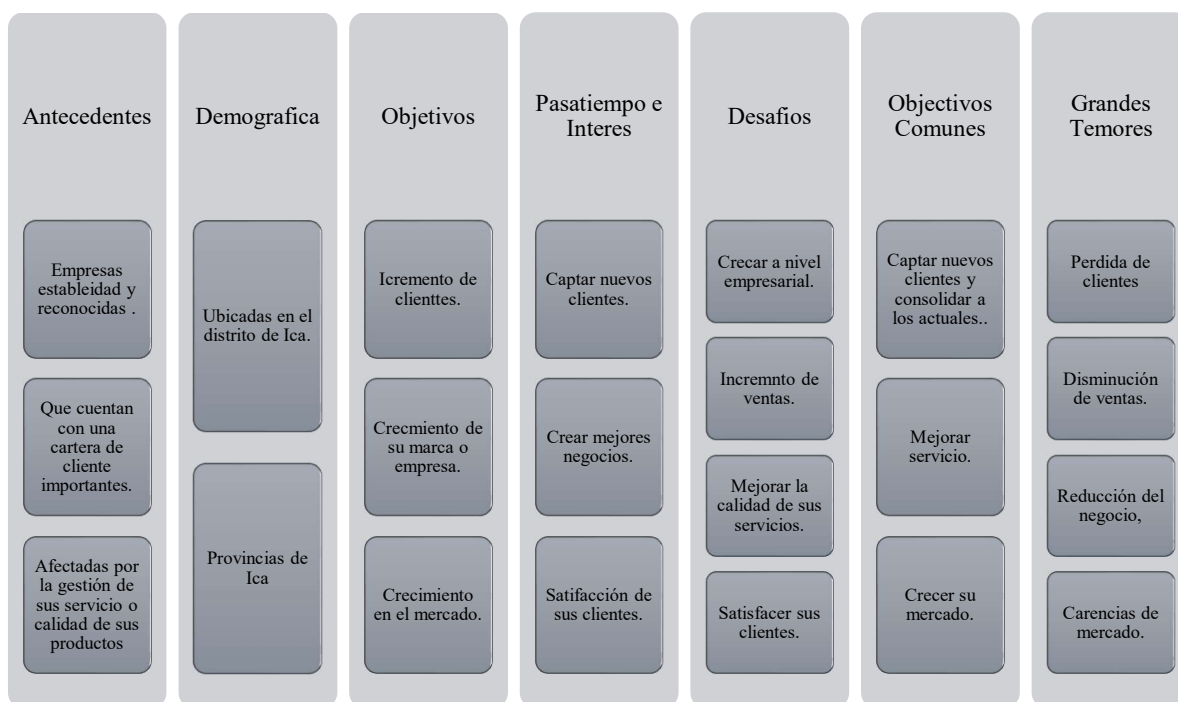 Antecedentes
Empresas
estableidad y
reconocidas .
Que cuentan
con una
cartera de
cliente
importantes.
Afectadas por
la gestión de
sus servicio o
calidad de sus
productos
Demografica
Ubicadas en el
distrito de Ica.
Provincias de
Ica
Objetivos
Icremento de
clienttes.
Crecmiento de
su marca o
empresa.
Crecimiento
en el mercado.
Pasatiempo e
Interes
Captar nuevos
clientes.
Crear mejores
negocios.
Satifacción de
sus clientes.
Desafios
Crecar a nivel
empresarial.
Incremnto de
ventas.
Mejorar la
calidad de sus
servicios.
Satisfacer sus
clientes.
Objectivos
Comunes
Captar nuevos
clientes y
consolidar a
los actuales..
Mejorar
servicio.
Crecer su
mercado.
Grandes
Temores
Perdida de
clientes
Disminución
de ventas.
Reducción del
negocio,
Carencias de
mercado.